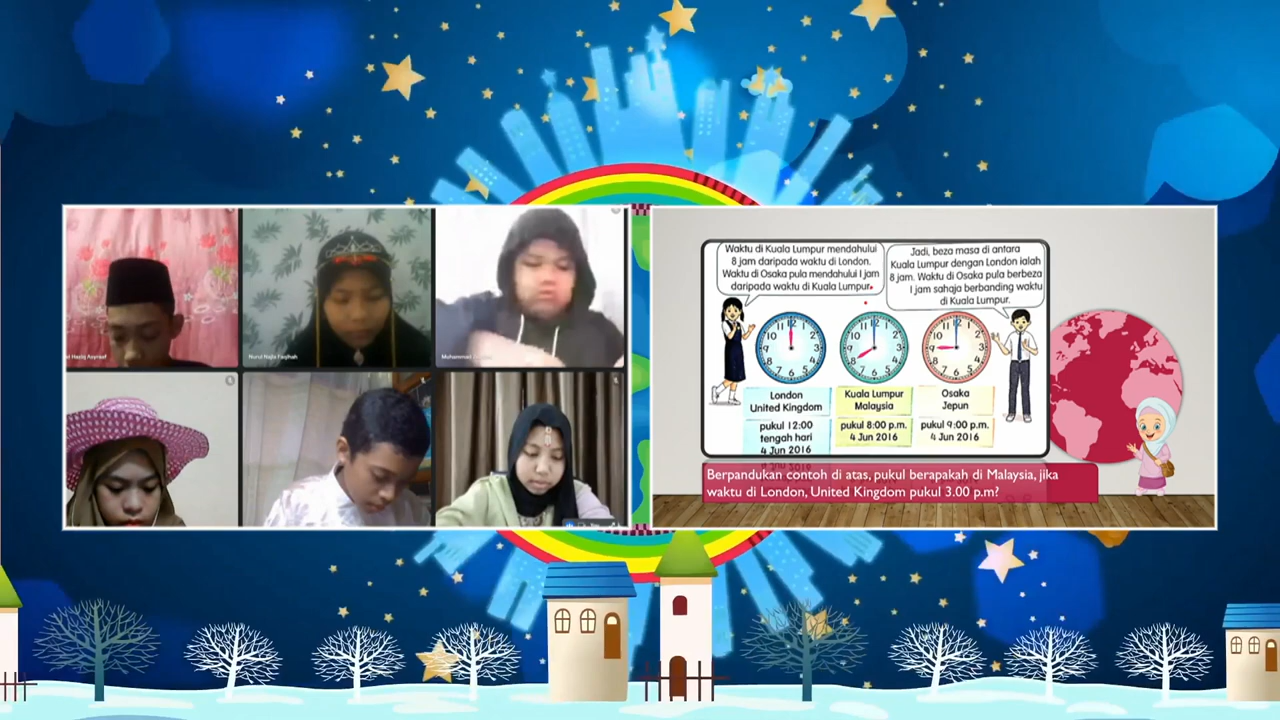 Haziq Asyraaf
Nurul Najla Faqihah
Muhammad
Waktu di Kuala Lumpur mendahului
8 jam daripada waktu di London.
Waktu di Osaka pula mendahului 1 jam
daripada waktu di Kuala Lumpur.
Jadi, beza masa di antara
Kuala Lumpur dengan London ialah
8 jam. Waktu di Osaka pula berbeza
1 jam sahaja berbanding waktu
di Kuala Lumpur.
London
United Kingdom
pukul 12:00
tengah hari
4 Jun 2016
Kuala Lumpur
Malaysia
pukul 8:00 p.m.
4 Jun 2016
Osaka
Jepun
pukul 9:00 p.m.
4 Jun 2016
Berpandukan contoh di atas, pukul berapakah di Malaysia, jika
waktu di London, United Kingdom pukul 3.00 p.m?